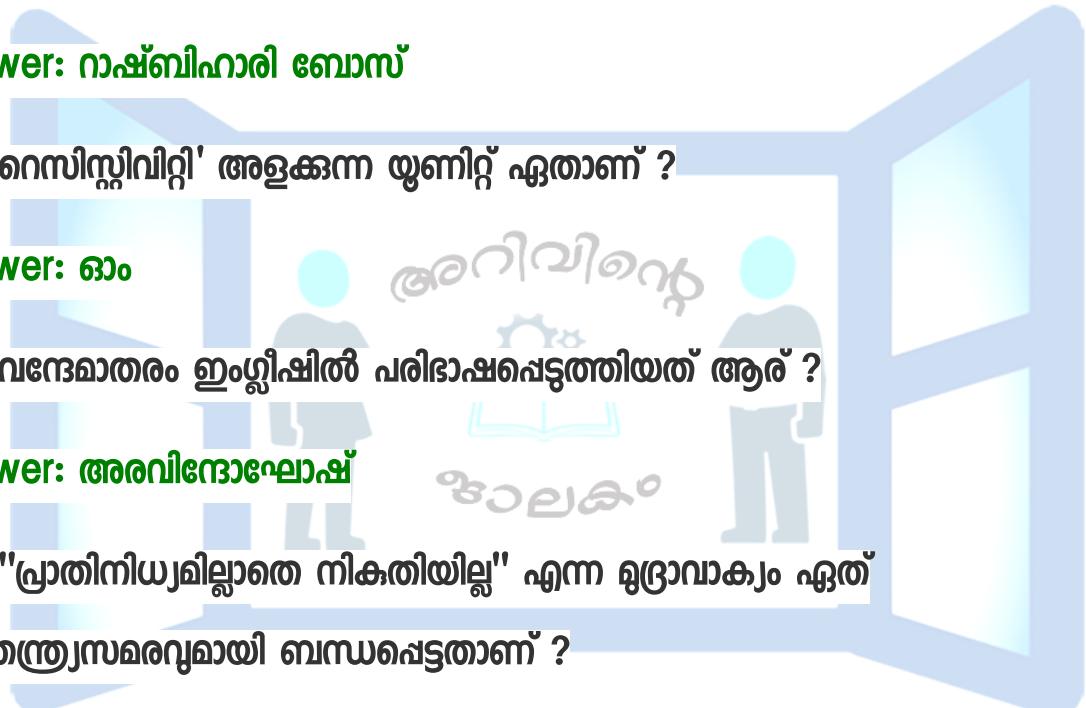 wer: റാഷ്ബിഹാരി ബോസ്
റെസിസ്റ്റിവിറ്റി' അളക്കുന്ന യൂണിറ്റ് ഏതാണ് ?
wer: ഓം
അറിവിന്റെ
വന്ദേമാതരം ഇംഗ്ലീഷിൽ പരിഭാഷപ്പെടുത്തിയത് ആര് ?
wer: അരവിന്ദോഘോഷ്
ജാലകം
"പ്രാതിനിധ്യമില്ലാതെ നികുതിയില്ല" എന്ന മുദ്രാവാക്യം ഏത്
തന്ത്ര്യസമരവുമായി ബന്ധപ്പെട്ടതാണ് ?